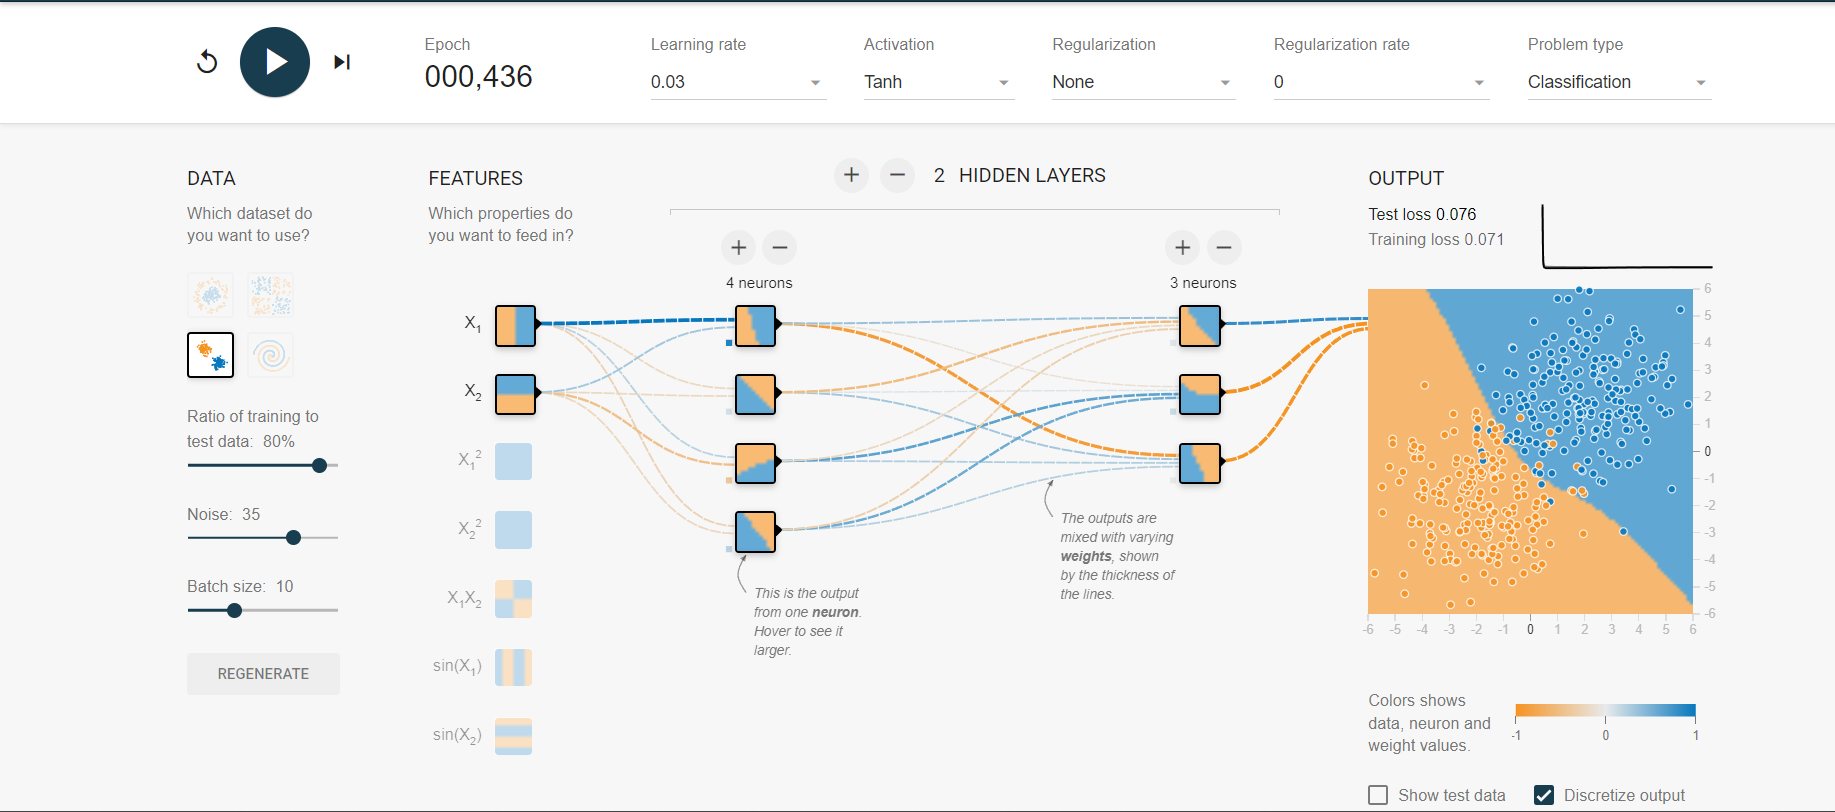 Epoch
000,436
Learning rate
0.03
Activation
Tanh
Regularization
None
Regularization rate
0
Problem type
Classification
DATA
Which dataset do
you want to use?
Ratio of training to
test data: 80%
Noise: 35
Batch size: 10
REGENERATE
FEATURES
Which properties do
you want to feed in?
X1
X2
X1²
X2²
X1X2
sin(X1)
sin(X2)
2 HIDDEN LAYERS
4 neurons
3 neurons
This is the output
from one neuron.
Hover to see it
larger.
The outputs are
mixed with varying
weights, shown
by the thickness of
the lines.
OUTPUT
Test loss 0.076
Training loss 0.071
6
5
4
3
2
1
0
-1
-2
-3
-4
-5
-6
-6 -5 -4 -3 -2 -1 0 1 2 3 4 5 6
Colors shows
data, neuron and
weight values.
-1 0 1
Show test data
Discretize output